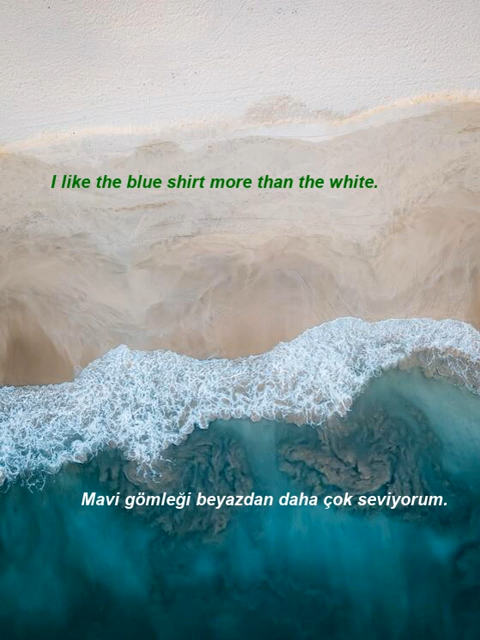 I like the blue shirt more than the white.
Mavi gömleği beyazdan daha çok seviyorum.